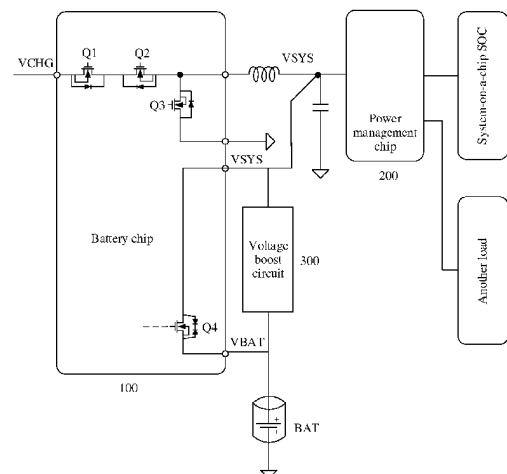 VCHG
Q1
Q2
Q3
VSYS
VSYS
Power
management
chip
200
System-on-a-chip SOC
Another load
Battery chip
Voltage
boost
circuit
300
Q4
VBAT
100
BAT
+
-